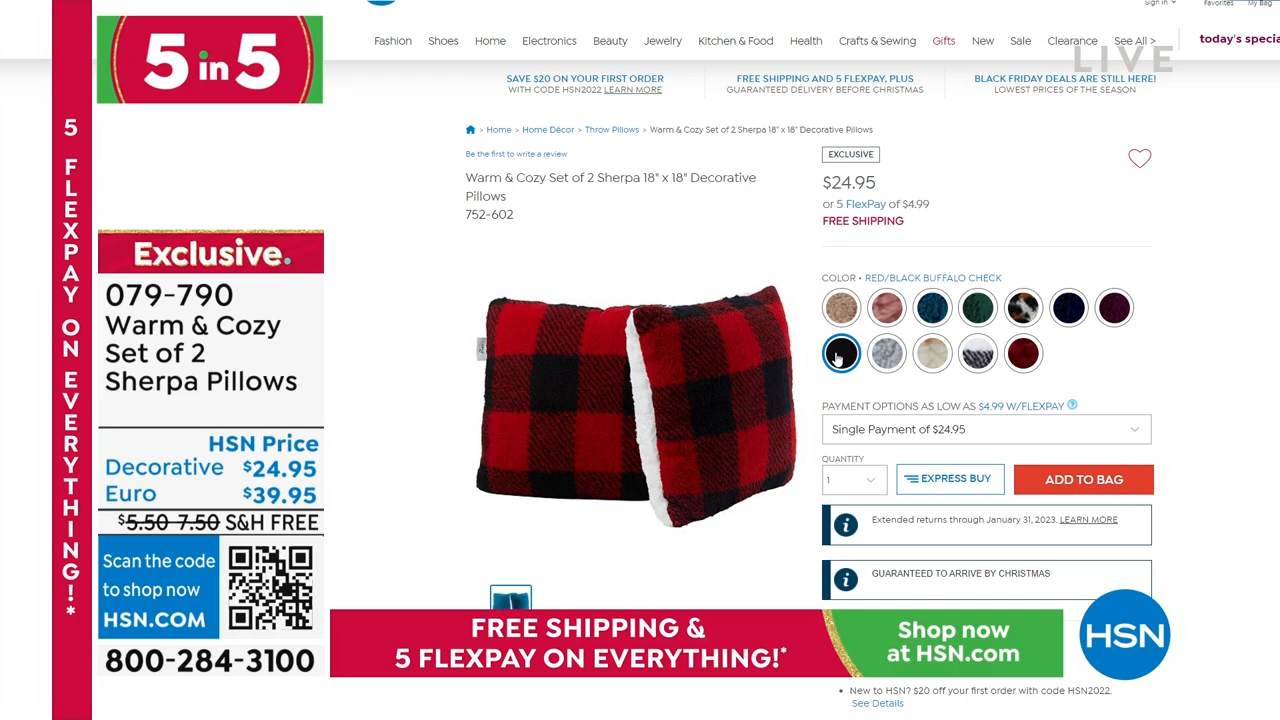 5 in 5
5 FLEXPAY ON EVERYTHING!*
Exclusive.
079-790
Warm & Cozy
Set of 2
Sherpa Pillows
HSN Price
Decorative $24.95
Euro $39.95
$5.50-7.50 S&H FREE
Scan the code
to shop now
HSN.COM
800-284-3100
Sign in
Favorites
My Bag
Fashion Shoes Home Electronics Beauty Jewelry Kitchen & Food Health Crafts & Sewing Gifts New Sale Clearance See All >
today's specia
LIVE
SAVE $20 ON YOUR FIRST ORDER
WITH CODE HSN2022 LEARN MORE
FREE SHIPPING AND 5 FLEXPAY, PLUS
GUARANTEED DELIVERY BEFORE CHRISTMAS
BLACK FRIDAY DEALS ARE STILL HERE!
LOWEST PRICES OF THE SEASON
> Home > Home Décor > Throw Pillows > Warm & Cozy Set of 2 Sherpa 18" x 18" Decorative Pillows
Be the first to write a review
Warm & Cozy Set of 2 Sherpa 18" x 18" Decorative
Pillows
752-602
EXCLUSIVE
$24.95
or 5 FlexPay of $4.99
FREE SHIPPING
COLOR • RED/BLACK BUFFALO CHECK
PAYMENT OPTIONS AS LOW AS $4.99 W/FLEXPAY ?
Single Payment of $24.95
QUANTITY
1
EXPRESS BUY
ADD TO BAG
Extended returns through January 31, 2023. LEARN MORE
GUARANTEED TO ARRIVE BY CHRISTMAS
FREE SHIPPING &
5 FLEXPAY ON EVERYTHING!*
Shop now
at HSN.com
HSN
• New to HSN? $20 off your first order with code HSN2022.
See Details